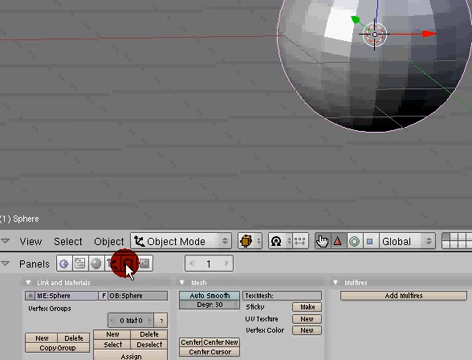 (1) Sphere
View Select Object Object Mode Global
Panels 1
Link and Materials Mesh Multires
ME:Sphere F OB:Sphere Auto Smooth TexMesh: Add Multires
Vertex Groups Degr: 30 Sticky Make
0 Mat 0 ? UV Texture New
Vertex Color New
New Delete New Delete
Copy Group Select Deselect Center Center New
Assign Center Cursor